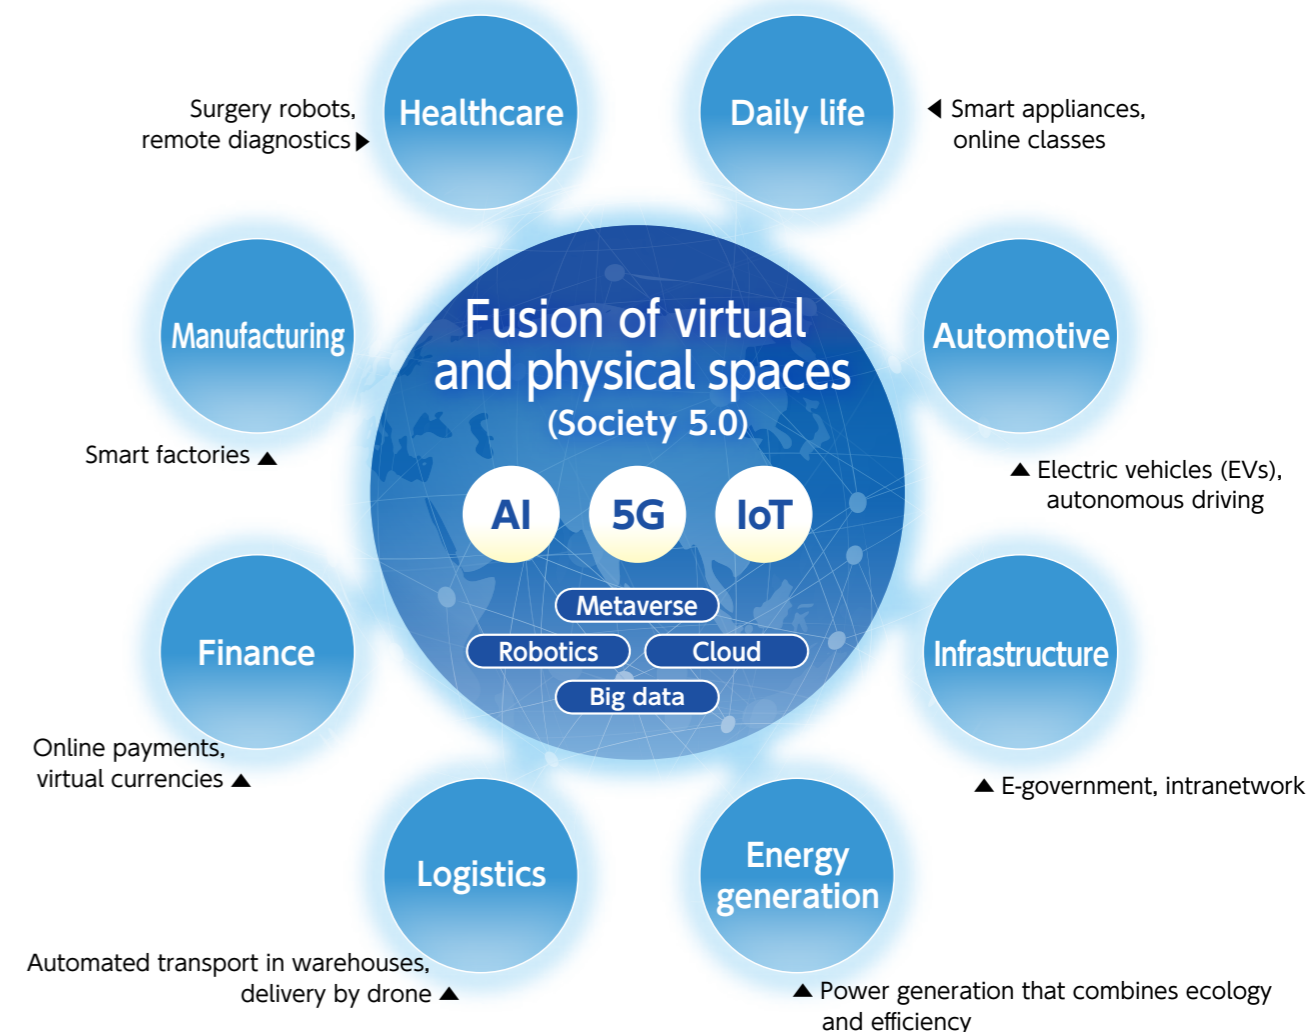 Healthcare
Surgery robots,
remote diagnostics ▶
Daily life
◀ Smart appliances,
online classes
Manufacturing
Smart factories ▲
Fusion of virtual
and physical spaces
(Society 5.0)
AI
5G
IoT
Metaverse
Robotics
Cloud
Big data
Automotive
▲ Electric vehicles (EVs),
autonomous driving
Finance
Online payments,
virtual currencies ▲
Infrastructure
▲ E-government, intranetwork
Logistics
Automated transport in warehouses,
delivery by drone ▲
Energy
generation
▲ Power generation that combines ecology
and efficiency